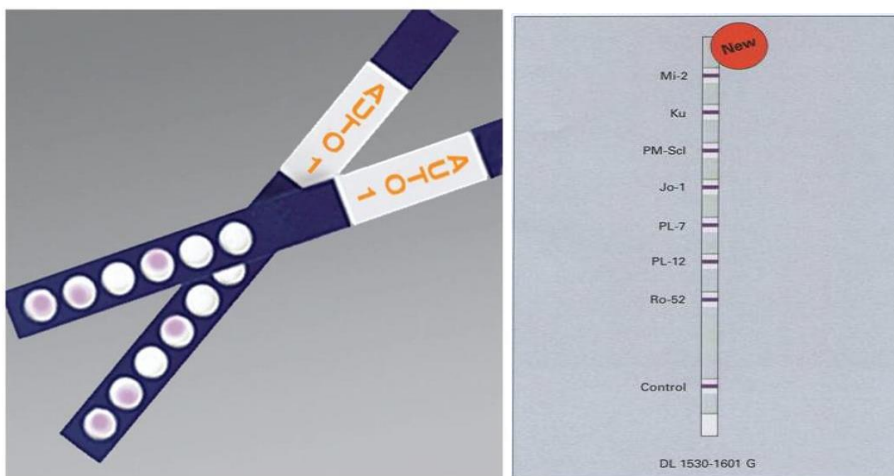 AUTO 1
AUTO 1
New
Mi-2
Ku
PM-Scl
Jo-1
PL-7
PL-12
Ro-52
Control
DL 1530-1601 G